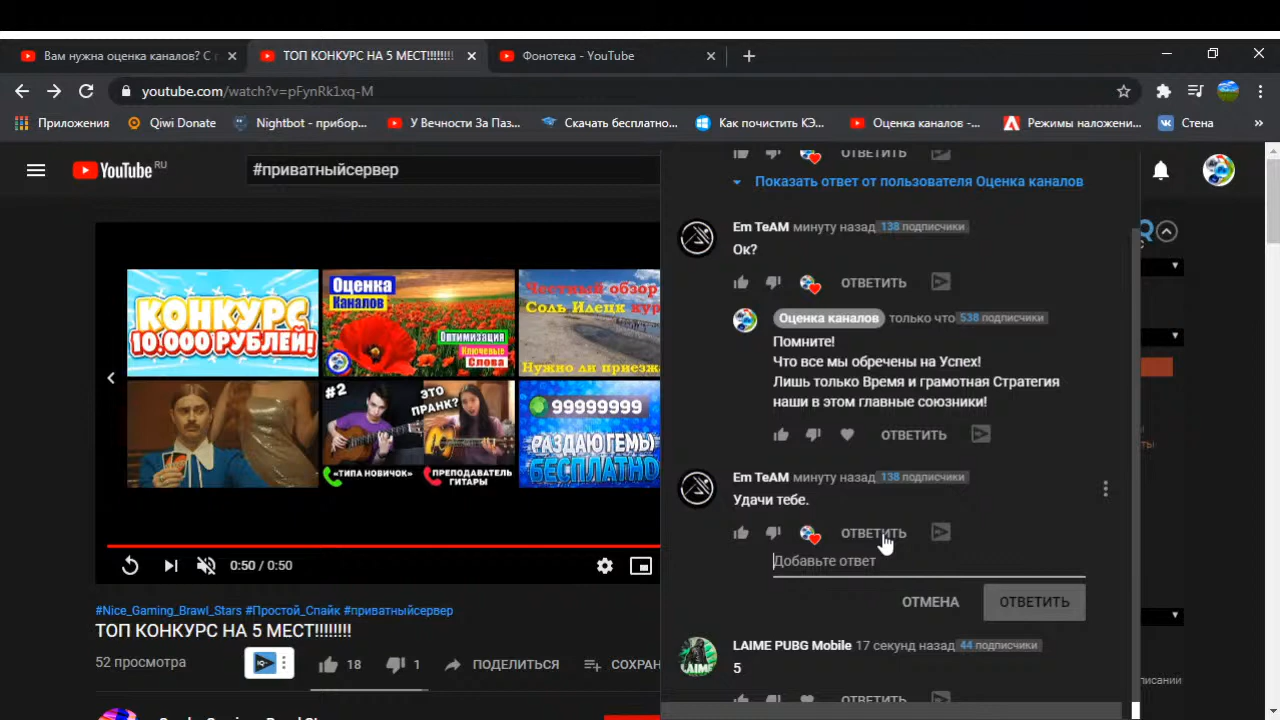 Вам нужна оценка каналов? С г
ТОП КОНКУРС НА 5 МЕСТ!!!!!!!!
Фонотека - YouTube
youtube.com/watch?v=pFynRk1xq-M
Приложения
Qiwi Donate
Nightbot - прибор...
У Вечности За Паз...
Скачать бесплатно...
Как почистить КЭ...
Оценка каналов -...
Режимы наложени...
Стена
»
YouTube RU
#приватныйсервер
ОТВЕТИТЬ
Показать ответ от пользователя Оценка каналов
Em TeAM минуту назад 138 подписчики
Ок?
ОТВЕТИТЬ
Оценка каналов только что 538 подписчики
Помните!
Что все мы обречены на Успех!
Лишь только Время и грамотная Стратегия
наши в этом главные союзники!
ОТВЕТИТЬ
Em TeAM минуту назад 138 подписчики
Удачи тебе.
ОТВЕТИТЬ
Добавьте ответ
ОТМЕНА
ОТВЕТИТЬ
LAIME PUBG Mobile 17 секунд назад 44 подписчики
5
ОТВЕТИТЬ
КОНКУРС
10.000 РУБЛЕЙ!
Оценка
Каналов
Оптимизация
Ключевые
Слова
Честный обзор
Соль Илецк кур
Нужно ли приезжа
#2
ЭТО
ПРАНК?
«ТИПА НОВИЧОК»
ПРЕПОДАВАТЕЛЬ
ГИТАРЫ
99999999
РАЗДАЮ ГЕМЫ
БЕСПЛАТНО
0:50 / 0:50
#Nice_Gaming_Brawl_Stars #Простой_Спайк #приватныйсервер
ТОП КОНКУРС НА 5 МЕСТ!!!!!!!!
52 просмотра
18
1
ПОДЕЛИТЬСЯ
СОХРАН
писании